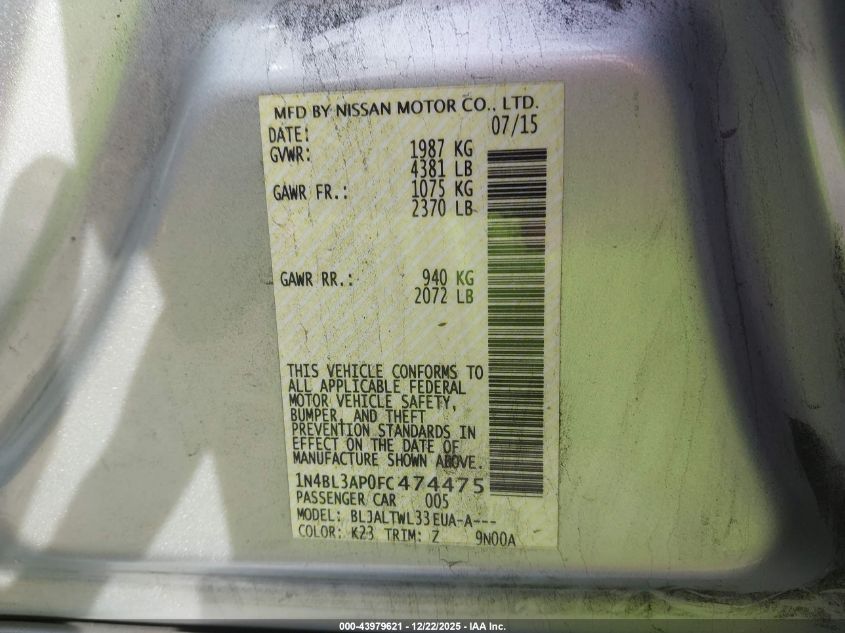 MFD BY NISSAN MOTOR CO., LTD.
DATE: 07/15
GVWR: 1987 KG
4381 LB
GAWR FR.: 1075 KG
2370 LB
GAWR RR.: 940 KG
2072 LB
THIS VEHICLE CONFORMS TO
ALL APPLICABLE FEDERAL
MOTOR VEHICLE SAFETY,
BUMPER, AND THEFT
PREVENTION STANDARDS IN
EFFECT ON THE DATE OF
MANUFACTURE SHOWN ABOVE.
1N4BL3AP0FC474475
PASSENGER CAR 005
MODEL: BLJALTWL33EUA-A---
COLOR: K23 TRIM: Z 9N00A
000-43979621 • 12/22/2025 • IAA Inc.